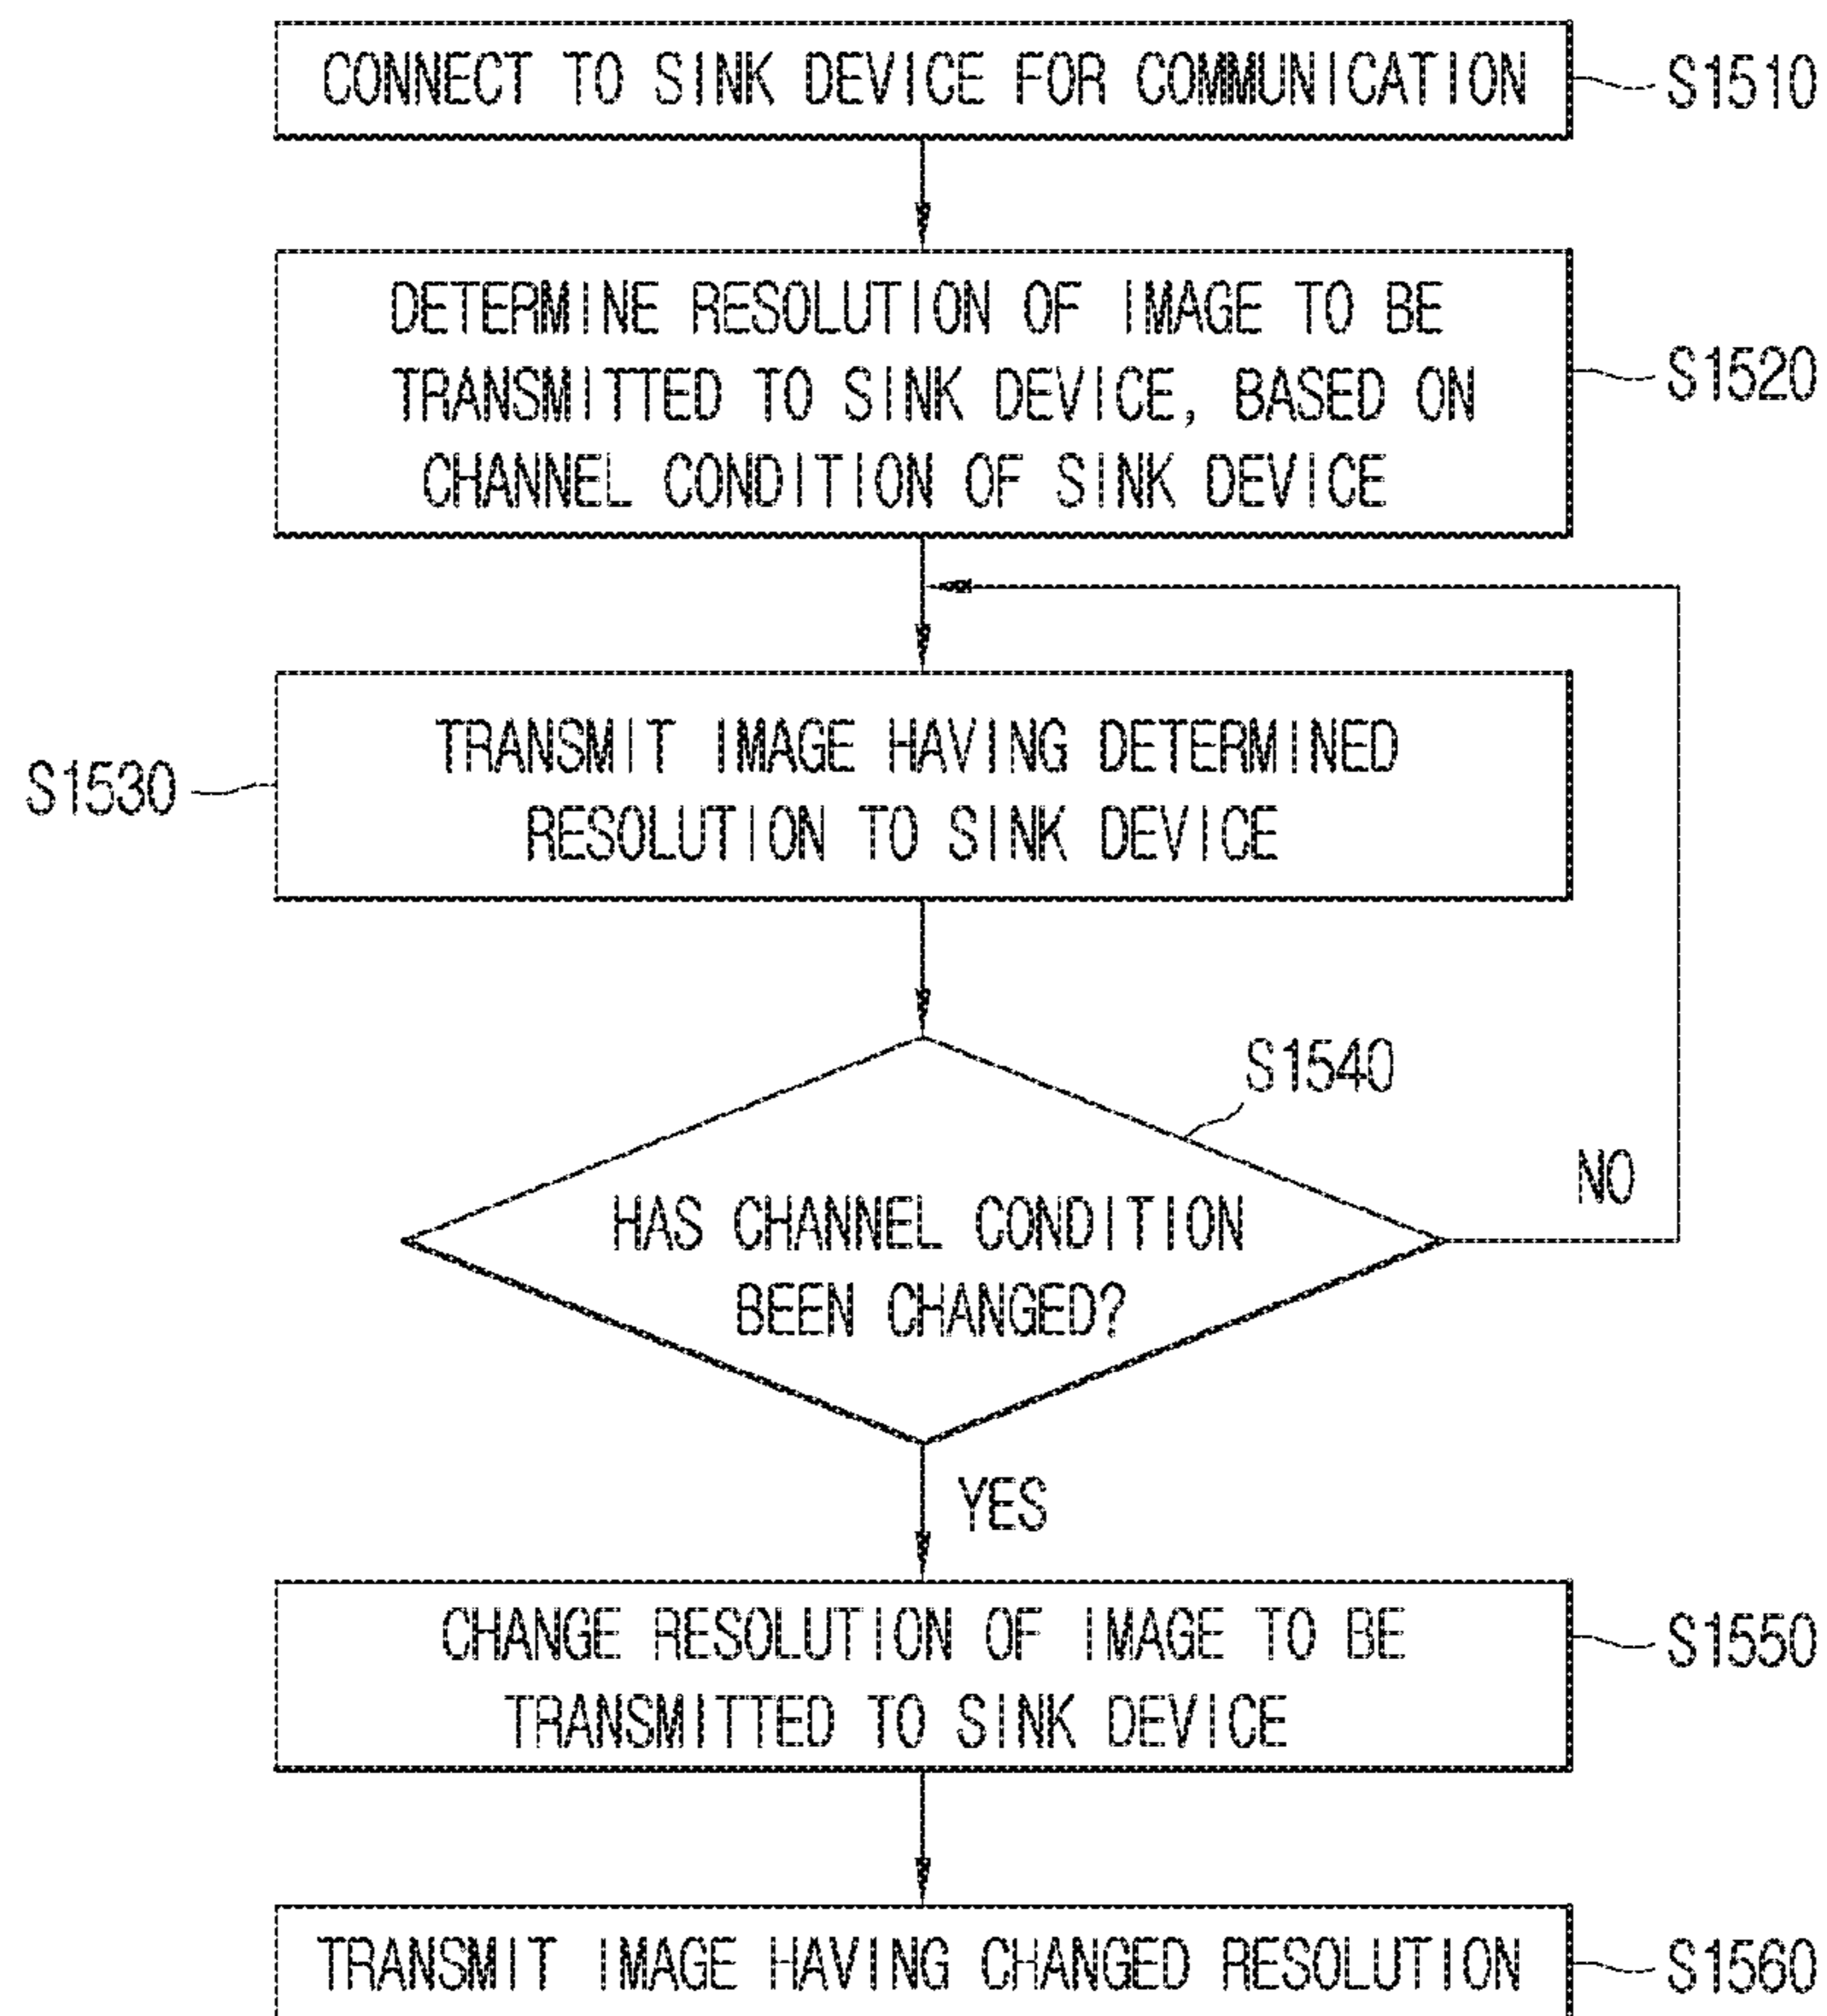 CONNECT TO SINK DEVICE FOR COMMUNICATION
S1510
DETERMINE RESOLUTION OF IMAGE TO BE
TRANSMITTED TO SINK DEVICE, BASED ON
CHANNEL CONDITION OF SINK DEVICE
S1520
TRANSMIT IMAGE HAVING DETERMINED
RESOLUTION TO SINK DEVICE
S1530
S1540
HAS CHANNEL CONDITION
BEEN CHANGED?
NO
YES
CHANGE RESOLUTION OF IMAGE TO BE
TRANSMITTED TO SINK DEVICE
S1550
TRANSMIT IMAGE HAVING CHANGED RESOLUTION
S1560